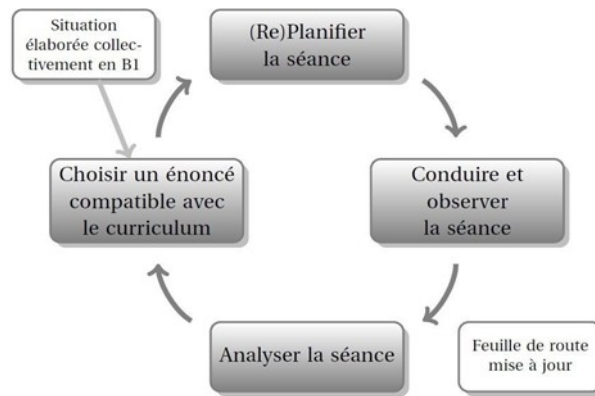 Situation
élaborée collec-
tivement en B1
(Re)Planifier
la séance
Choisir un énoncé
compatible avec
le curriculum
Conduire et
observer
la séance
Analyser la séance
Feuille de route
mise à jour